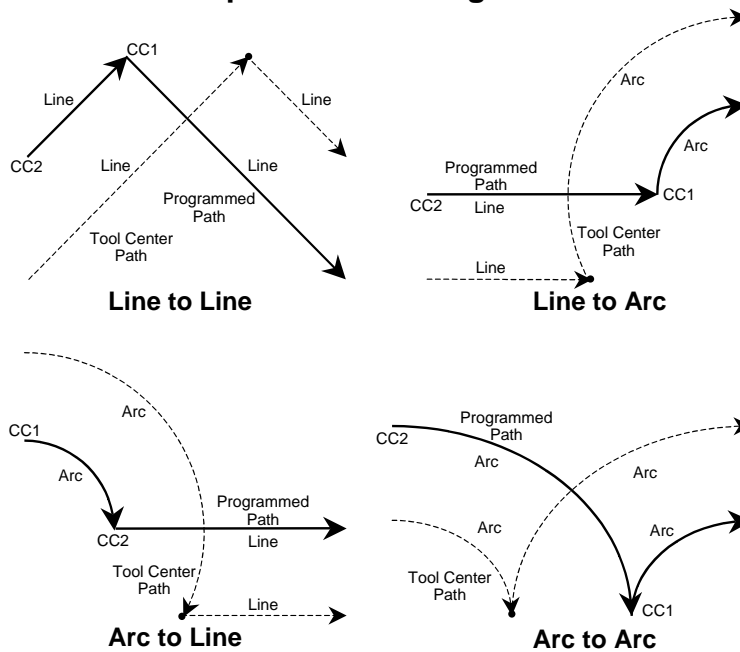 CC1
Line
Line
CC2
Line
Line
Programmed
Path
Tool Center
Path
Line to Line
Arc
Arc
Programmed
Path
CC2
Line
CC1
Tool Center
Path
Line
Line to Arc
Arc
CC1
Arc
Programmed
Path
CC2
Line
Tool Center
Path
Line
Arc to Line
Programmed
Path
CC2
Arc
Arc
Arc
Arc
Tool Center
Path
CC1
Arc to Arc